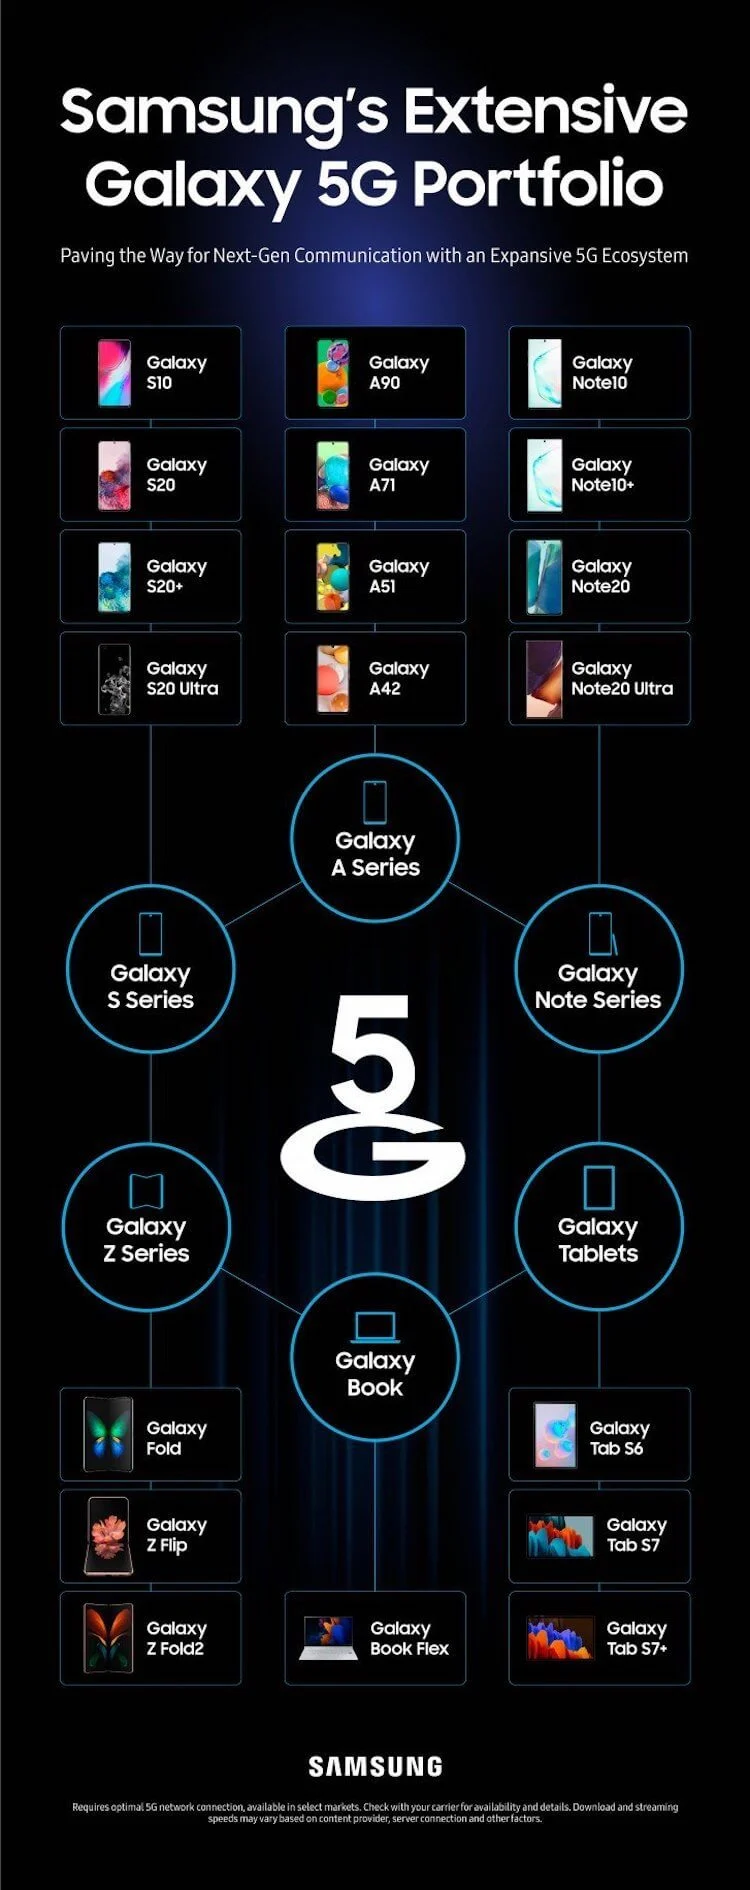 Samsung's Extensive
Galaxy 5G Portfolio
Paving the Way for Next-Gen Communication with an Expansive 5G Ecosystem
Galaxy
S10
Galaxy
A90
Galaxy
Note10
Galaxy
S20
Galaxy
A71
Galaxy
Note10+
Galaxy
S20+
Galaxy
A51
Galaxy
Note20
Galaxy
S20 Ultra
Galaxy
A42
Galaxy
Note20 Ultra
Galaxy
A Series
Galaxy
S Series
Galaxy
Note Series
5
G
Galaxy
Z Series
Galaxy
Tablets
Galaxy
Book
Galaxy
Fold
Galaxy
Tab S6
Galaxy
Z Flip
Galaxy
Tab S7
Galaxy
Z Fold2
Galaxy
Book Flex
Galaxy
Tab S7+
SAMSUNG
Requires optimal 5G network connection, available in select markets. Check with your carrier for availability and details. Download and streaming
speeds may vary based on content provider, server connection and other factors.